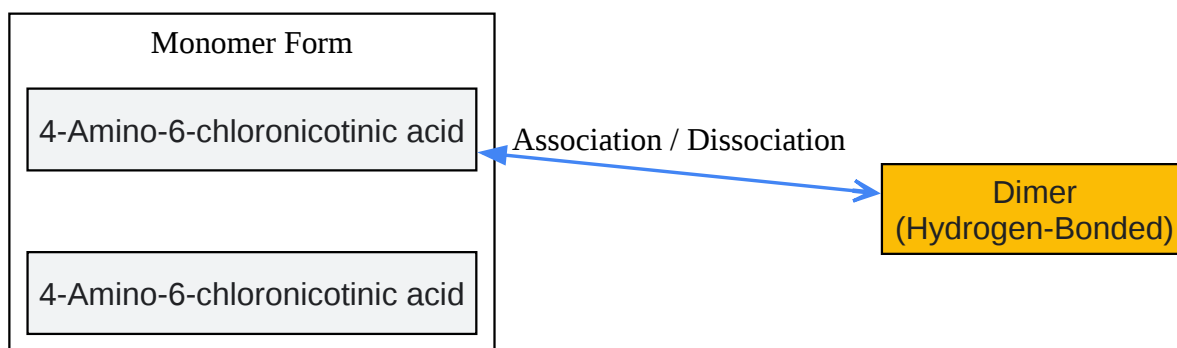 Monomer Form
4-Amino-6-chloronicotinic acid
Association / Dissociation
Dimer
(Hydrogen-Bonded)
4-Amino-6-chloronicotinic acid